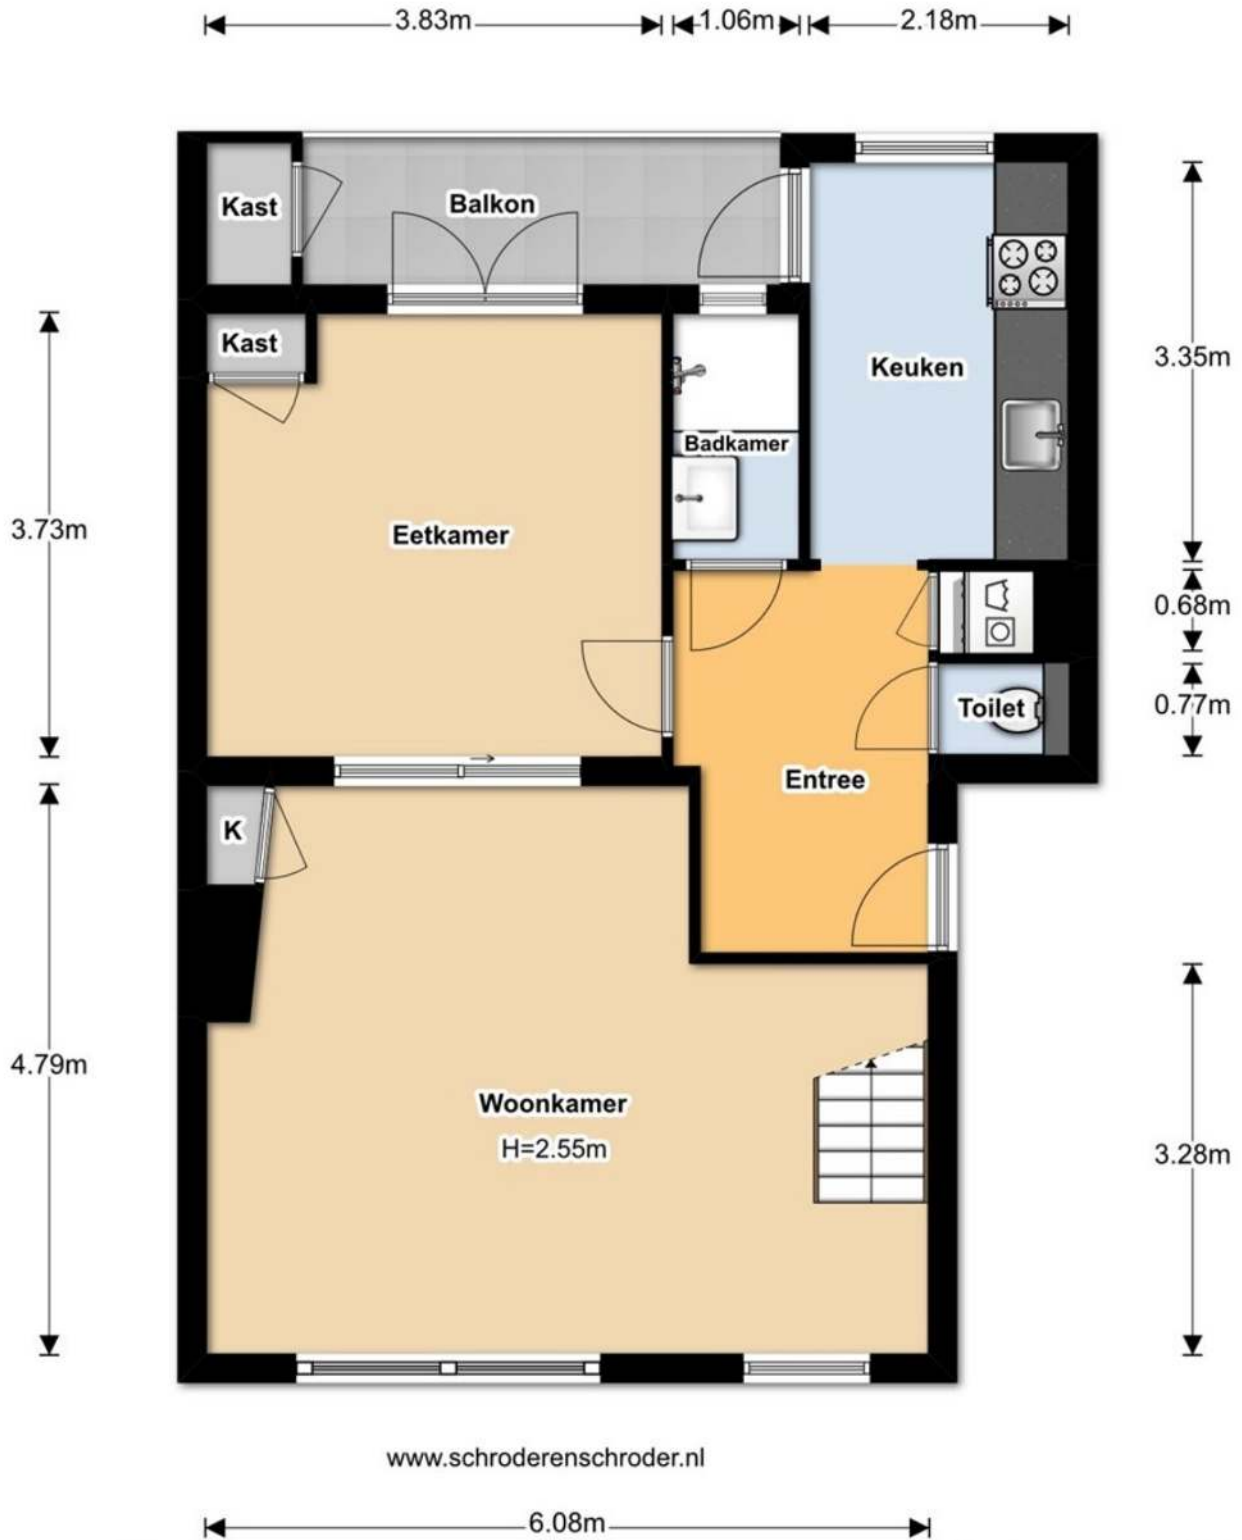 3.83m
1.06m
2.18m
Kast
Balkon
Kast
Keuken
3.35m
Badkamer
3.73m
Eetkamer
0.68m
Toilet
0.77m
Entree
K
4.79m
Woonkamer
H=2.55m
3.28m
www.schroderenschroder.nl
6.08m